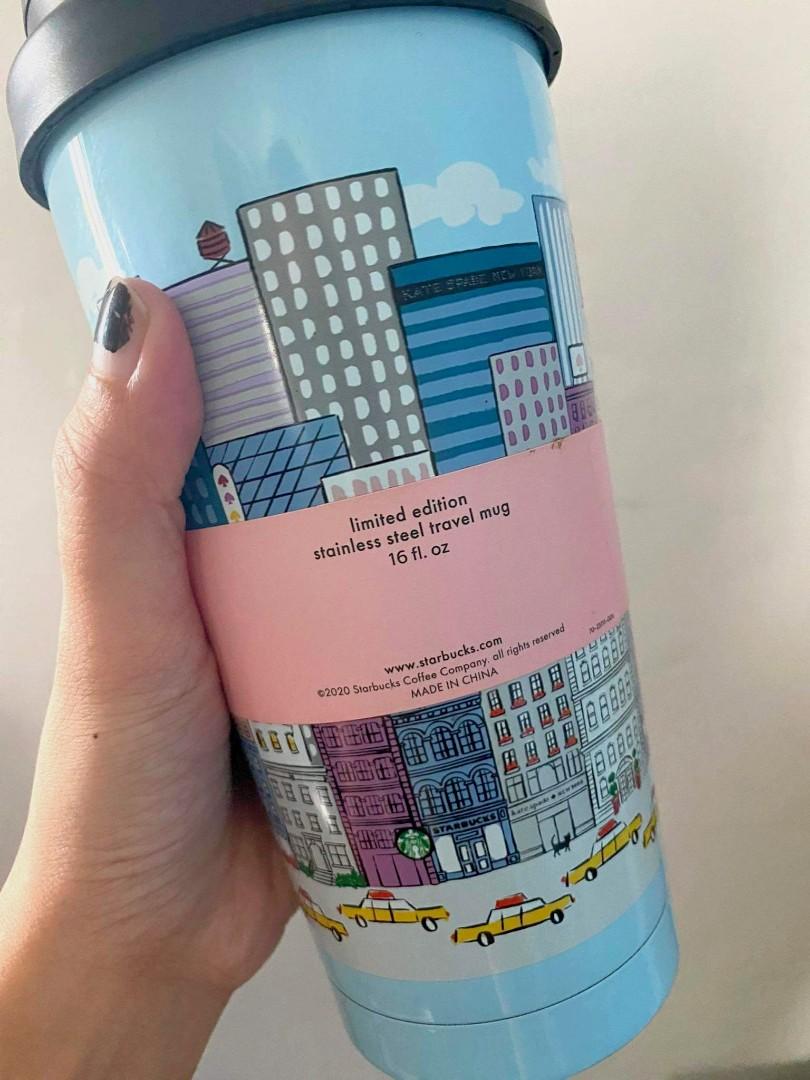 KATE SPADE NEW YORK
limited edition
stainless steel travel mug
16 fl. oz
www.starbucks.com
©2020 Starbucks Coffee Company. all rights reserved
MADE IN CHINA
kate spade NEW YORK
STARBUCKS